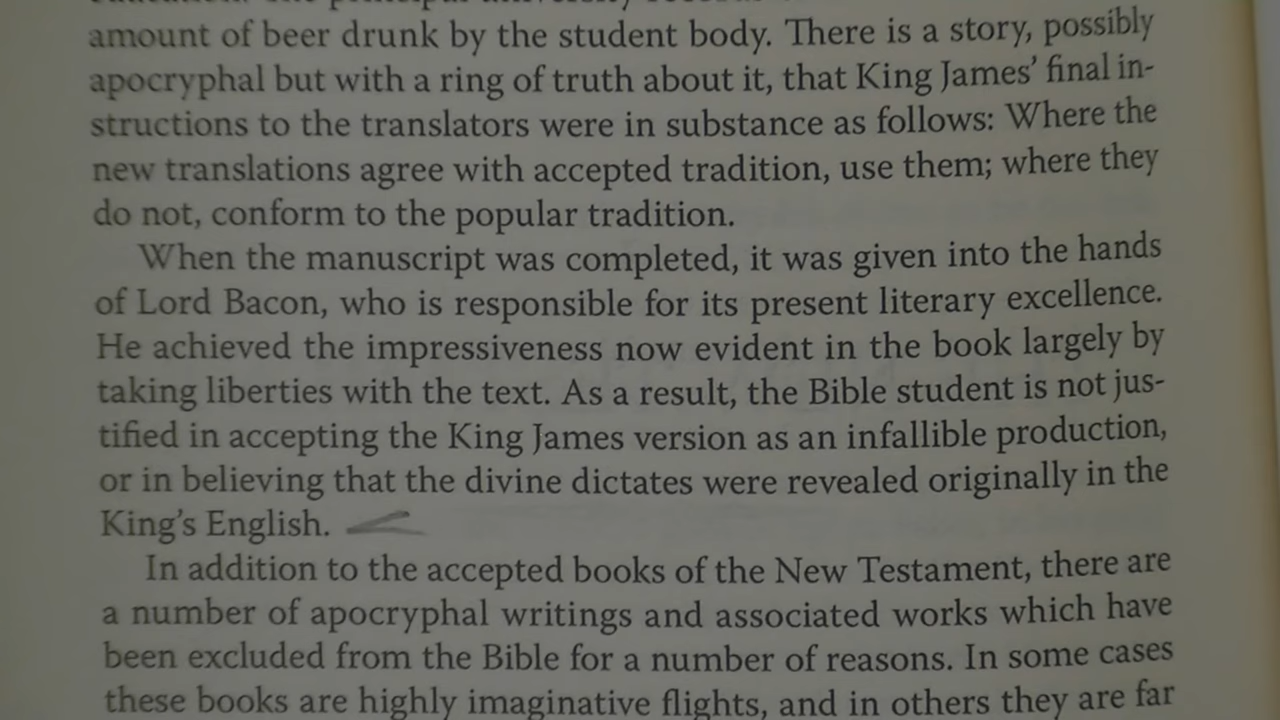 amount of beer drunk by the student body. There is a story, possibly
apocryphal but with a ring of truth about it, that King James’ final in-
structions to the translators were in substance as follows: Where the
new translations agree with accepted tradition, use them; where they
do not, conform to the popular tradition.
When the manuscript was completed, it was given into the hands
of Lord Bacon, who is responsible for its present literary excellence.
He achieved the impressiveness now evident in the book largely by
taking liberties with the text. As a result, the Bible student is not jus-
tified in accepting the King James version as an infallible production,
or in believing that the divine dictates were revealed originally in the
King’s English.
In addition to the accepted books of the New Testament, there are
a number of apocryphal writings and associated works which have
been excluded from the Bible for a number of reasons. In some cases
these books are highly imaginative flights, and in others they are far